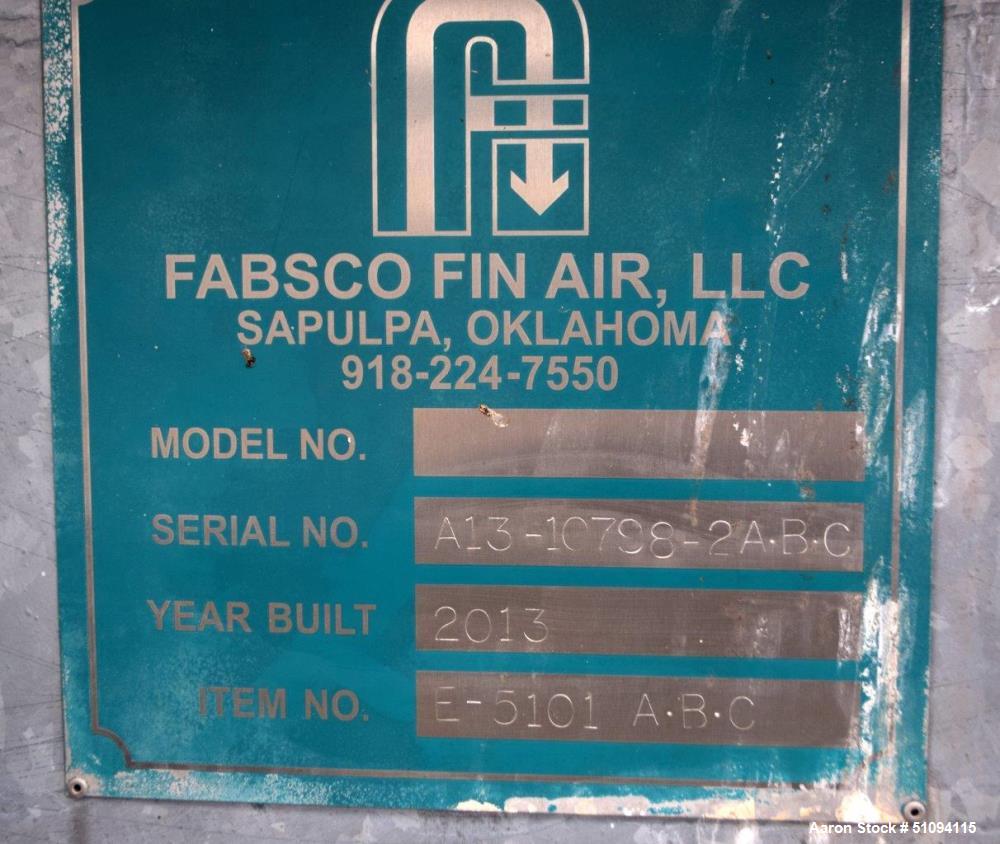 FABSCO FIN AIR, LLC
SAPULPA, OKLAHOMA
918-224-7550
MODEL NO.
SERIAL NO. A13-10798-2A·B·C
YEAR BUILT 2013
ITEM NO. E-5101 A·B·C
Aaron Stock # 51094115